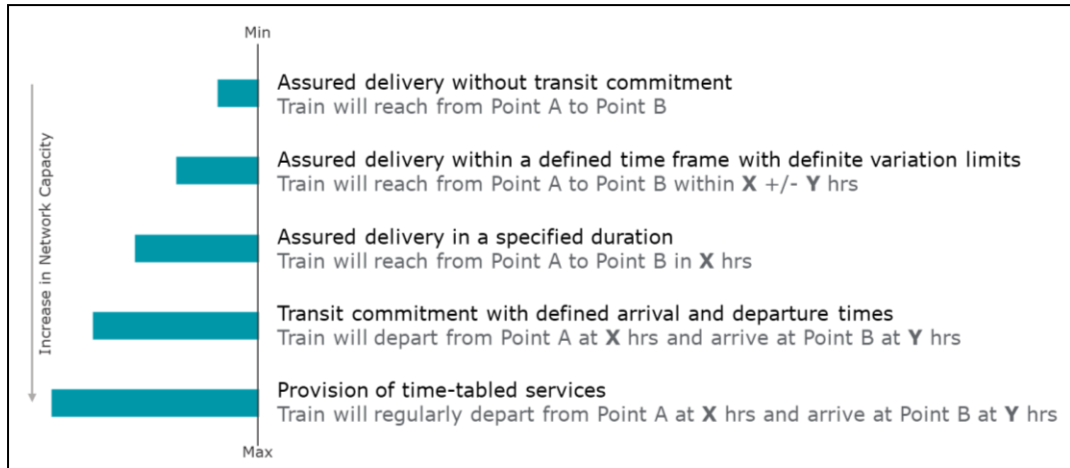 Min
Increase in Network Capacity
Assured delivery without transit commitment
Train will reach from Point A to Point B
Assured delivery within a defined time frame with definite variation limits
Train will reach from Point A to Point B within X +/- Y hrs
Assured delivery in a specified duration
Train will reach from Point A to Point B in X hrs
Transit commitment with defined arrival and departure times
Train will depart from Point A at X hrs and arrive at Point B at Y hrs
Provision of time-tabled services
Train will regularly depart from Point A at X hrs and arrive at Point B at Y hrs
Max